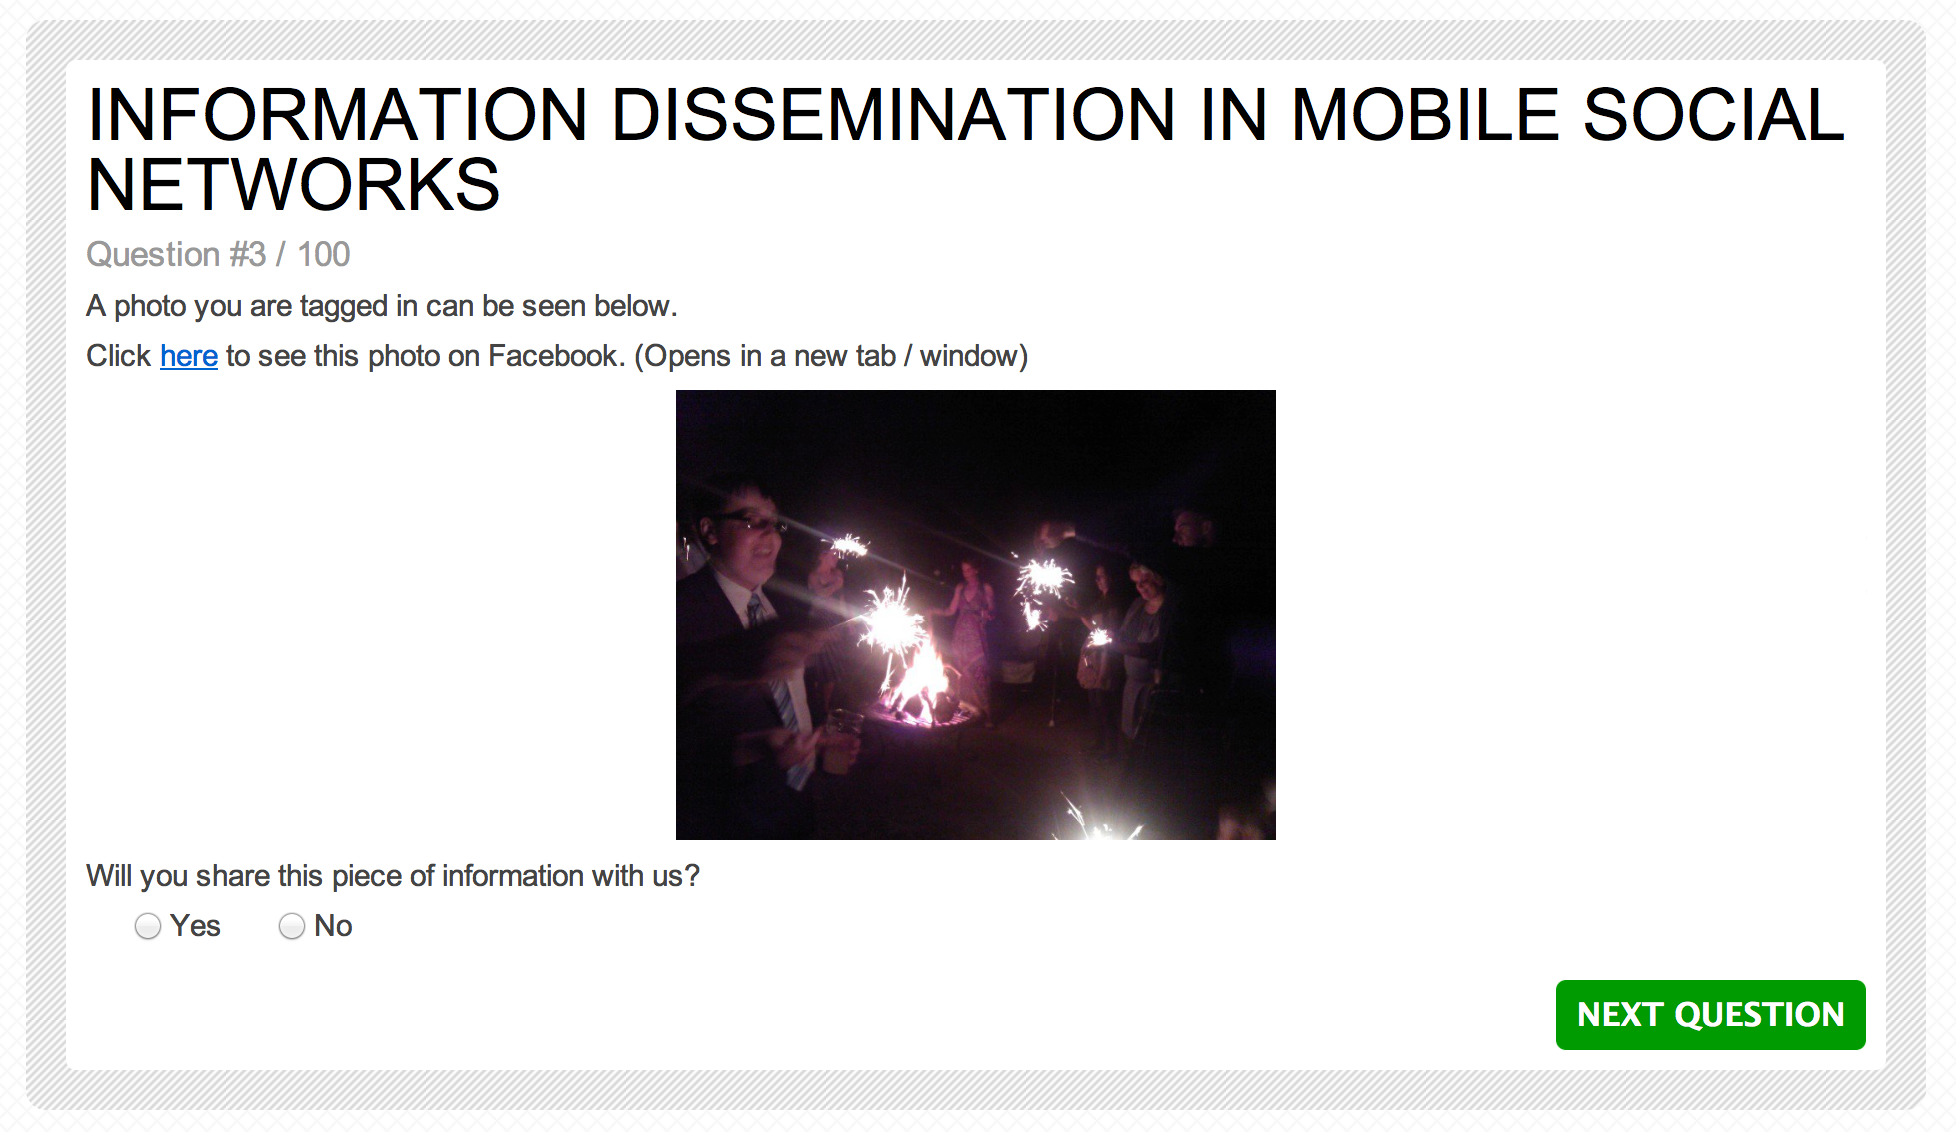 INFORMATION DISSEMINATION IN MOBILE SOCIAL
NETWORKS
Question #3 / 100
A photo you are tagged in can be seen below.
Click here to see this photo on Facebook. (Opens in a new tab / window)
Will you share this piece of information with us?
Yes No
NEXT QUESTION